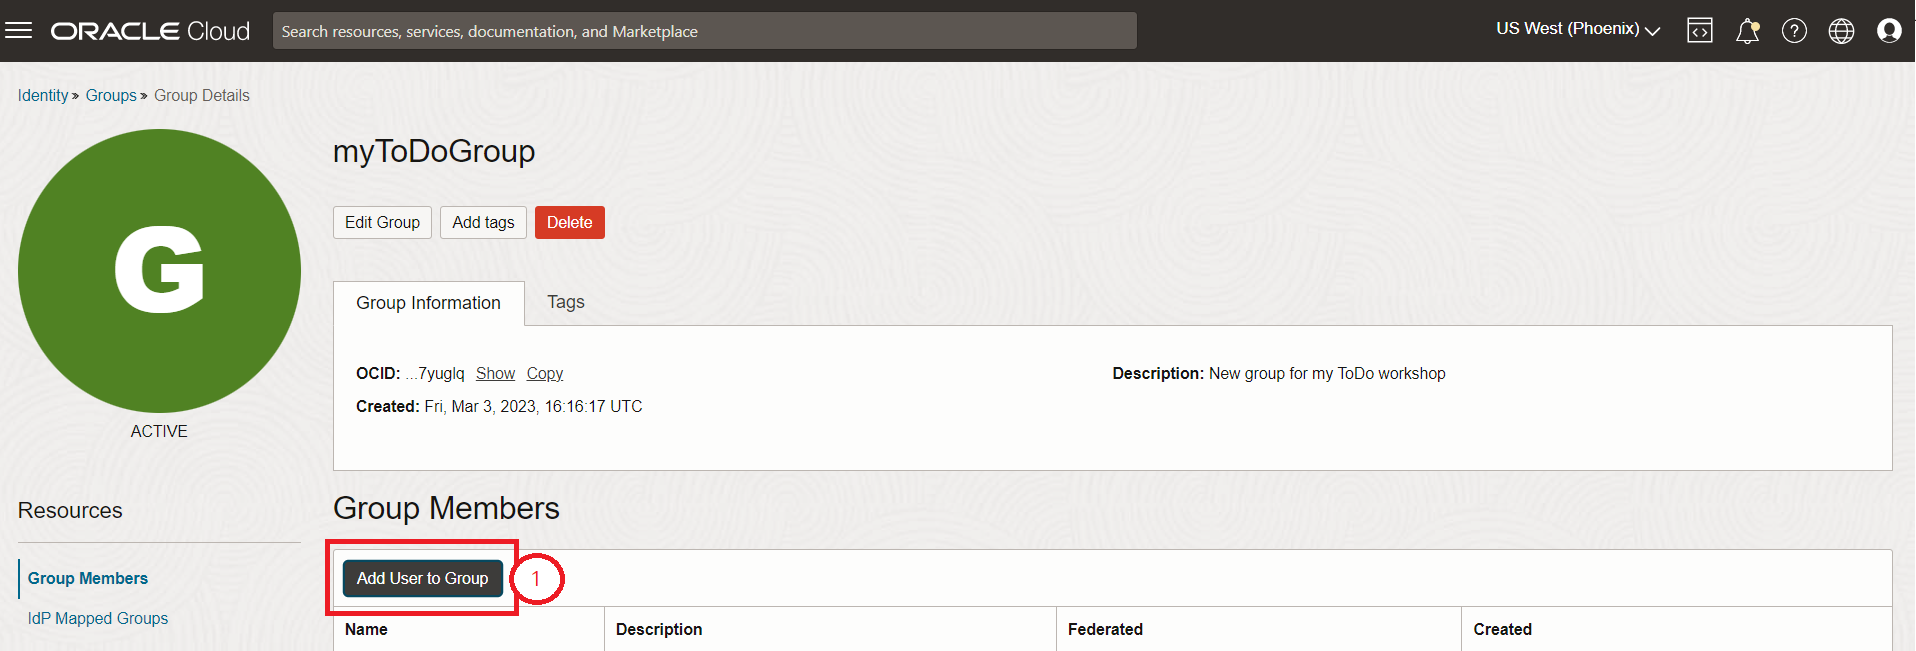 ORACLE Cloud
Search resources, services, documentation, and Marketplace
US West (Phoenix)
Identity » Groups » Group Details
G
ACTIVE
myToDoGroup
Edit Group
Add tags
Delete
Group Information
Tags
OCID: ...7yuglq Show Copy
Description: New group for my ToDo workshop
Created: Fri, Mar 3, 2023, 16:16:17 UTC
Resources
Group Members
IdP Mapped Groups
Group Members
Add User to Group
1
Name
Description
Federated
Created